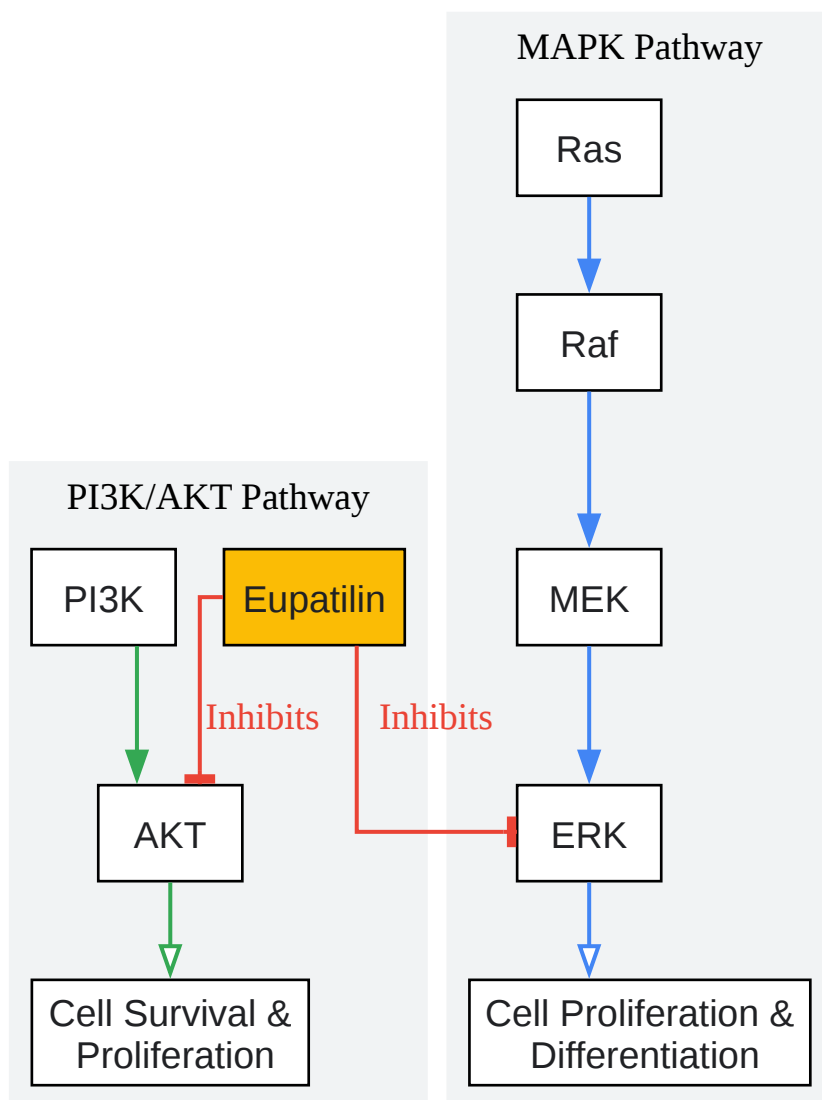 MAPK Pathway
Ras
Raf
PI3K/AKT Pathway
PI3K
Eupatilin
MEK
Inhibits
Inhibits
AKT
ERK
Cell Survival &
Proliferation
Cell Proliferation &
Differentiation